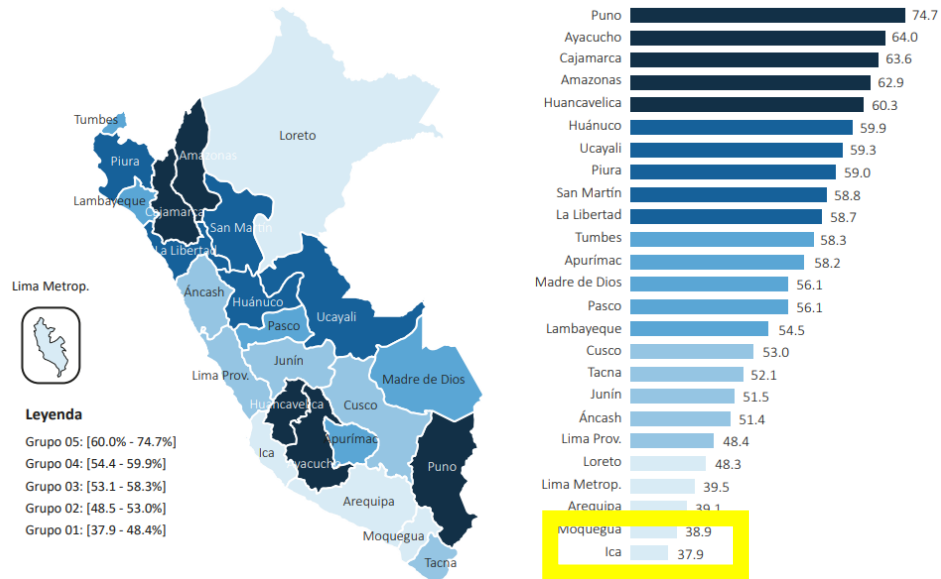 Tumbes
Loreto
Amazonas
Piura
Lambayeque
Cajamarca
San Martín
La Libertad
Lima Metrop.
Áncash
Huánuco
Ucayali
Pasco
Junín
Lima Prov.
Madre de Dios
Huancavelica
Cusco
Ica
Ayacucho
Apurímac
Puno
Arequipa
Moquegua
Tacna
Leyenda
Grupo 05: [60.0% - 74.7%]
Grupo 04: [54.4 - 59.9%]
Grupo 03: [53.1 - 58.3%]
Grupo 02: [48.5 - 53.0%]
Grupo 01: [37.9 - 48.4%]
Puno 74.7
Ayacucho 64.0
Cajamarca 63.6
Amazonas 62.9
Huancavelica 60.3
Huánuco 59.9
Ucayali 59.3
Piura 59.0
San Martín 58.8
La Libertad 58.7
Tumbes 58.3
Apurímac 58.2
Madre de Dios 56.1
Pasco 56.1
Lambayeque 54.5
Cusco 53.0
Tacna 52.1
Junín 51.5
Áncash 51.4
Lima Prov. 48.4
Loreto 48.3
Lima Metrop. 39.5
Arequipa 39.1
Moquegua 38.9
Ica 37.9